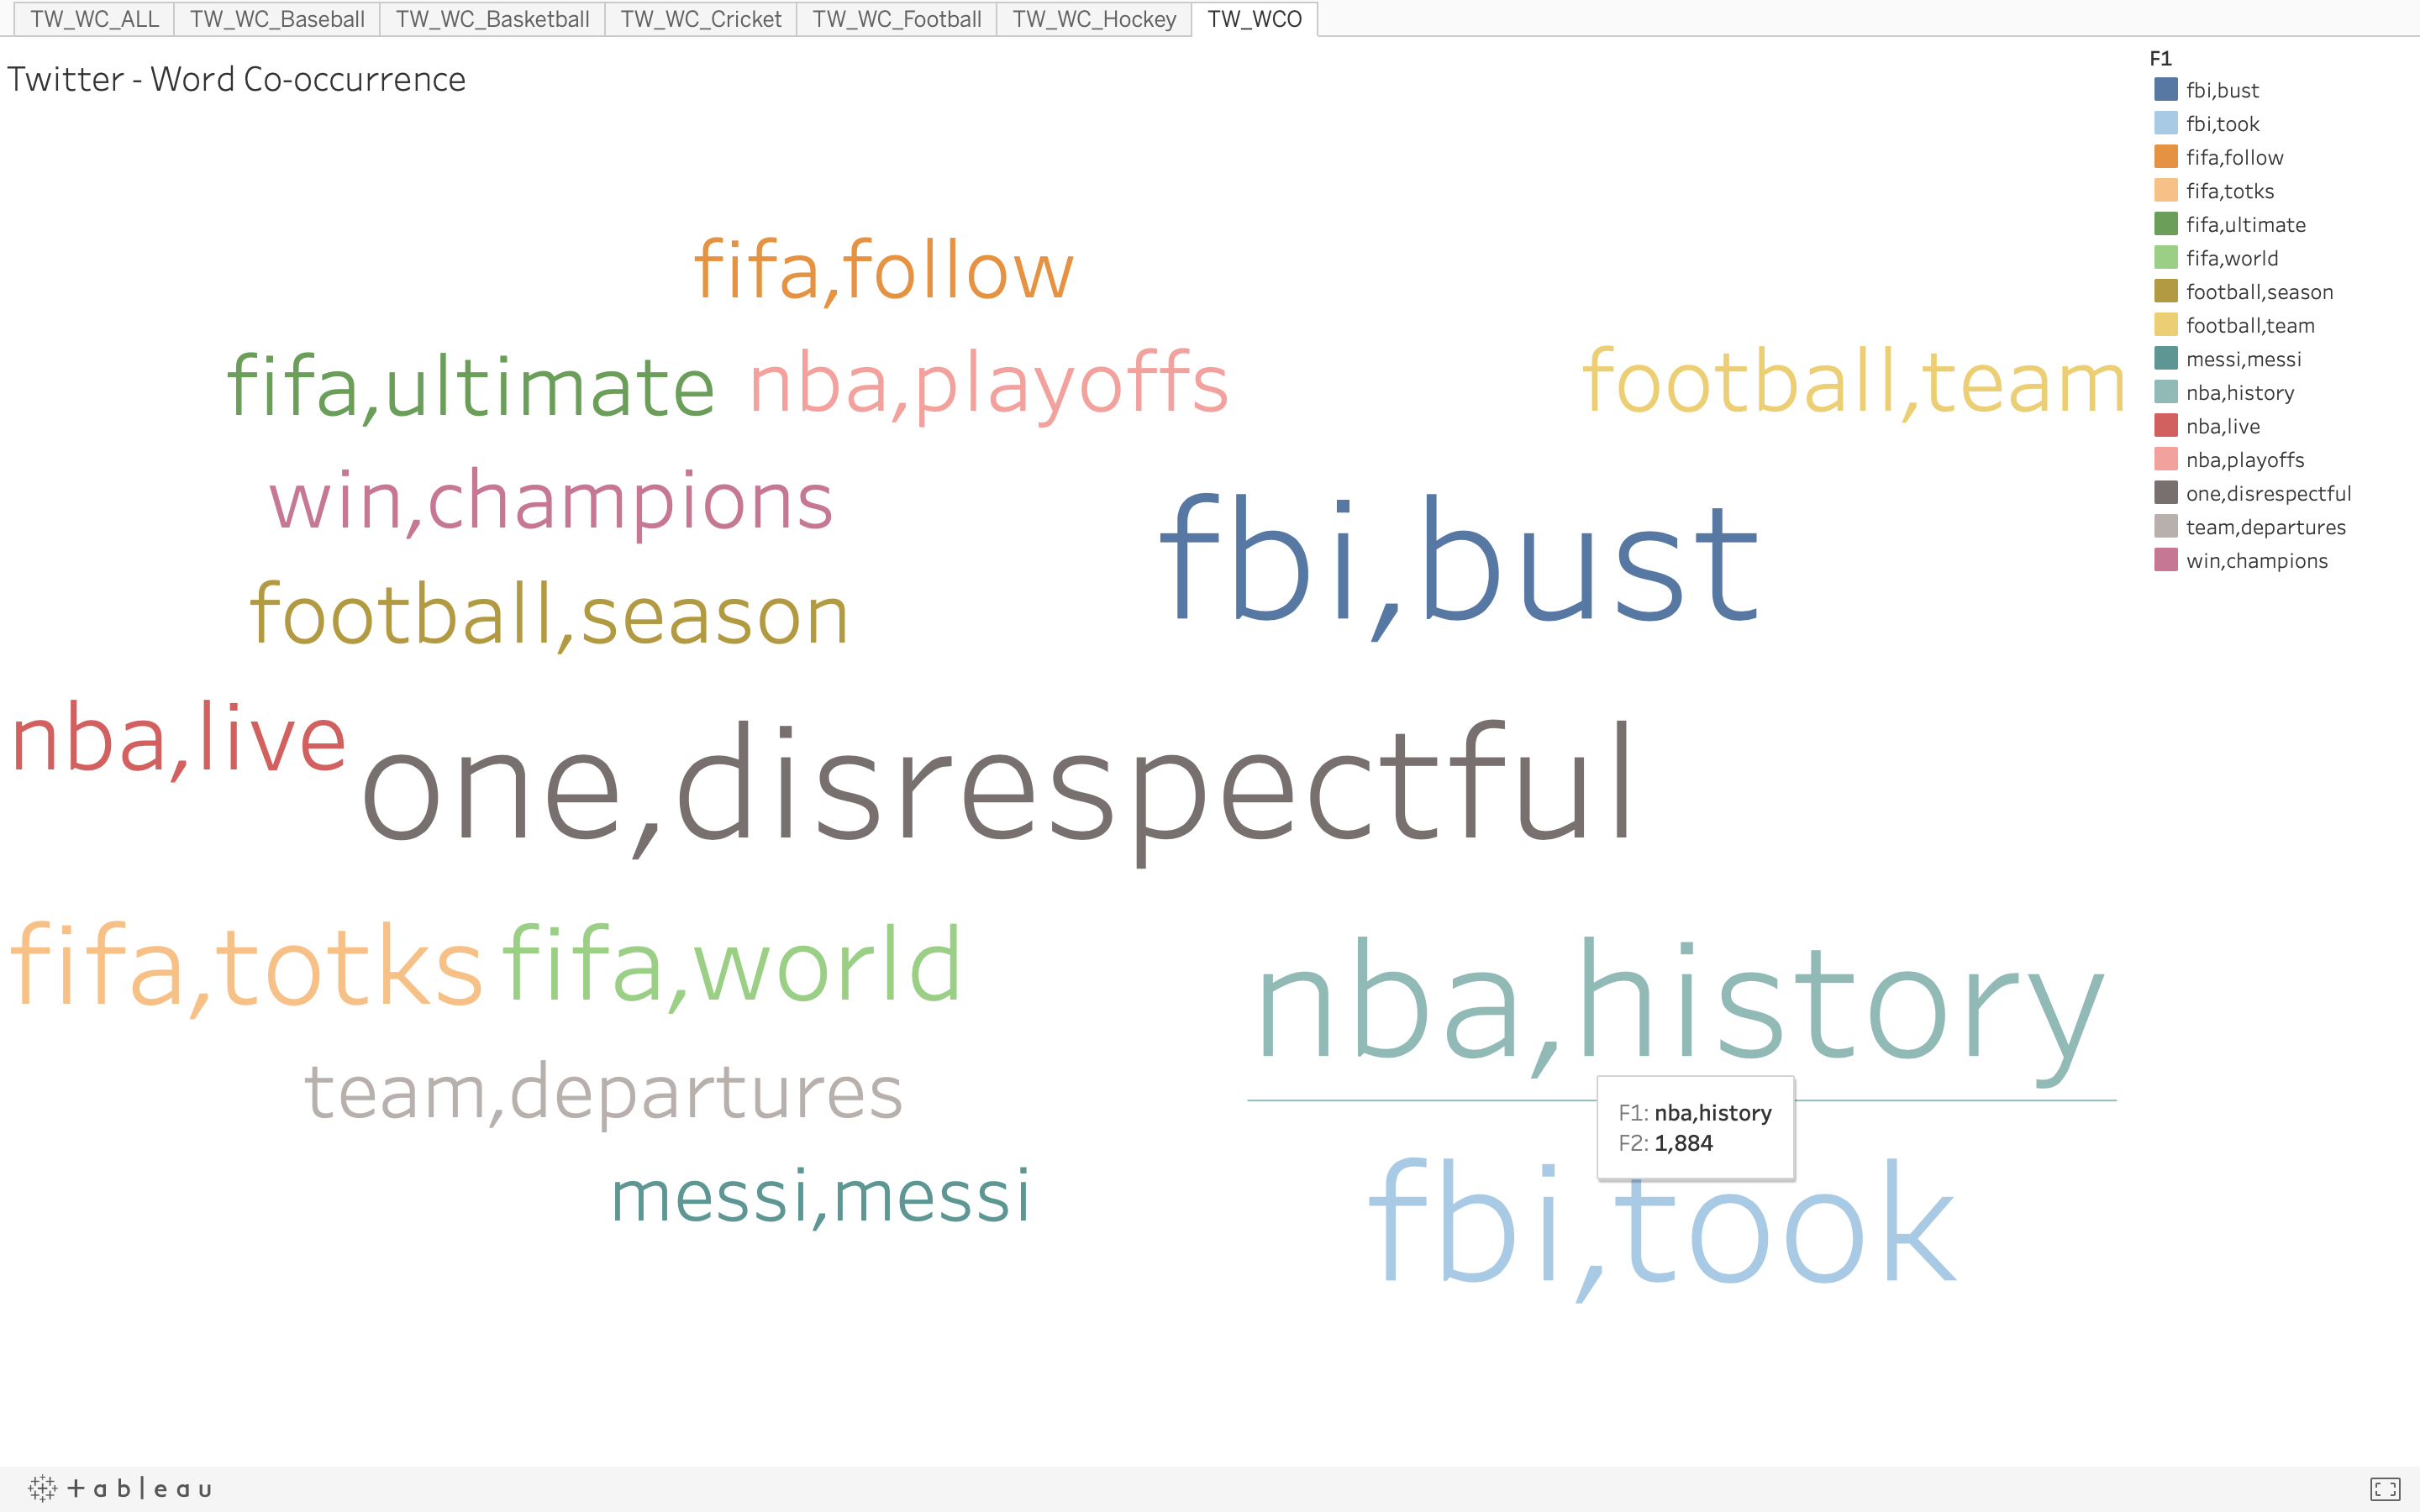 TW_WC_ALL TW_WC_Baseball TW_WC_Basketball TW_WC_Cricket TW_WC_Football TW_WC_Hockey TW_WCO
Twitter - Word Co-occurrence
fifa,follow
fifa,ultimate nba,playoffs football,team
win,champions
fbi,bust
football,season
nba,live
one,disrespectful
fifa,totks fifa,world
nba,history
team,departures
F1: nba,history
F2: 1,884
messi,messi
fbi,took
F1
fbi,bust
fbi,took
fifa,follow
fifa,totks
fifa,ultimate
fifa,world
football,season
football,team
messi,messi
nba,history
nba,live
nba,playoffs
one,disrespectful
team,departures
win,champions
+ableau